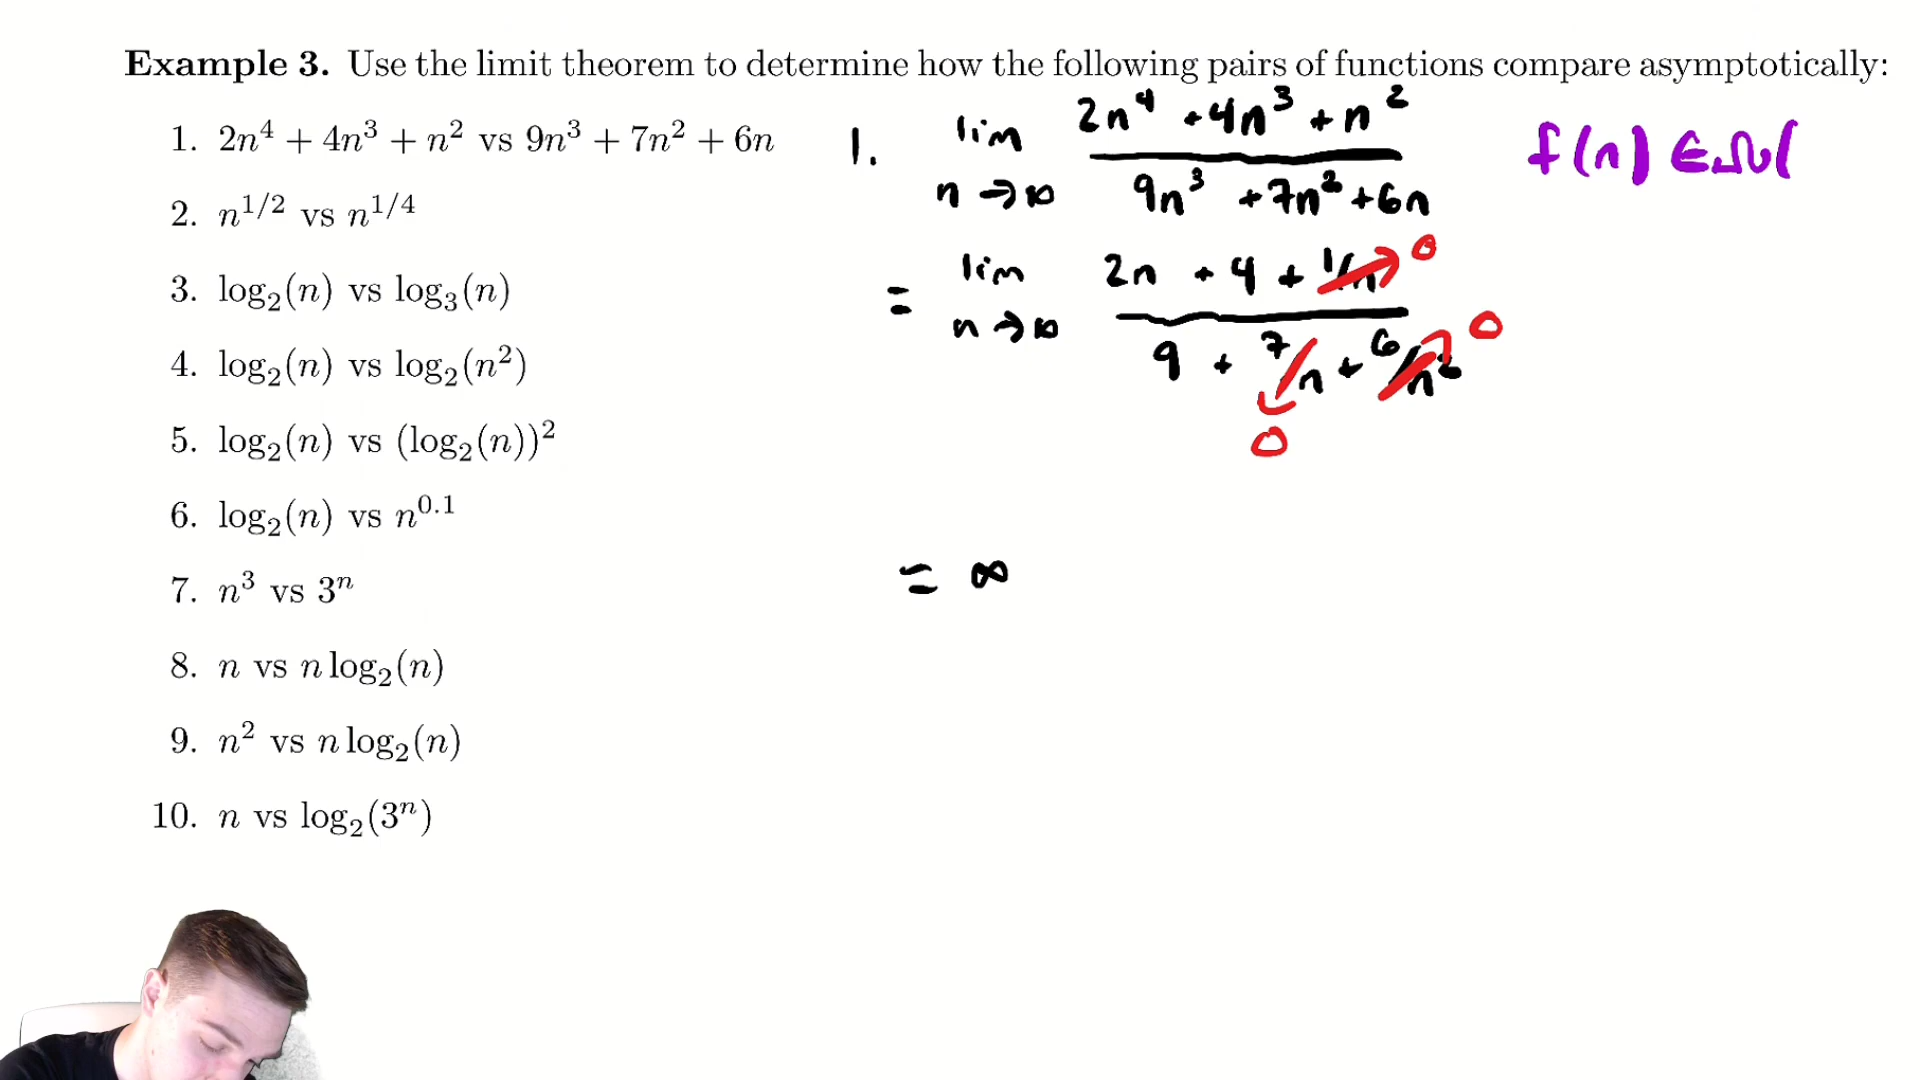 Example 3. Use the limit theorem to determine how the following pairs of functions compare asymptotically:
1. 2n⁴ + 4n³ + n² vs 9n³ + 7n² + 6n
2. n^{1/2} vs n^{1/4}
3. log₂(n) vs log₃(n)
4. log₂(n) vs log₂(n²)
5. log₂(n) vs (log₂(n))²
6. log₂(n) vs n^{0.1}
7. n³ vs 3ⁿ
8. n vs n log₂(n)
9. n² vs n log₂(n)
10. n vs log₂(3ⁿ)
1. lim n→∞ 2n⁴ + 4n³ + n² / 9n³ + 7n² + 6n
= lim n→∞ 2n + 4 + 1/n / 9 + 7/n + 6/n²
0
0
0
= ∞
f(n) ∈ Ω(